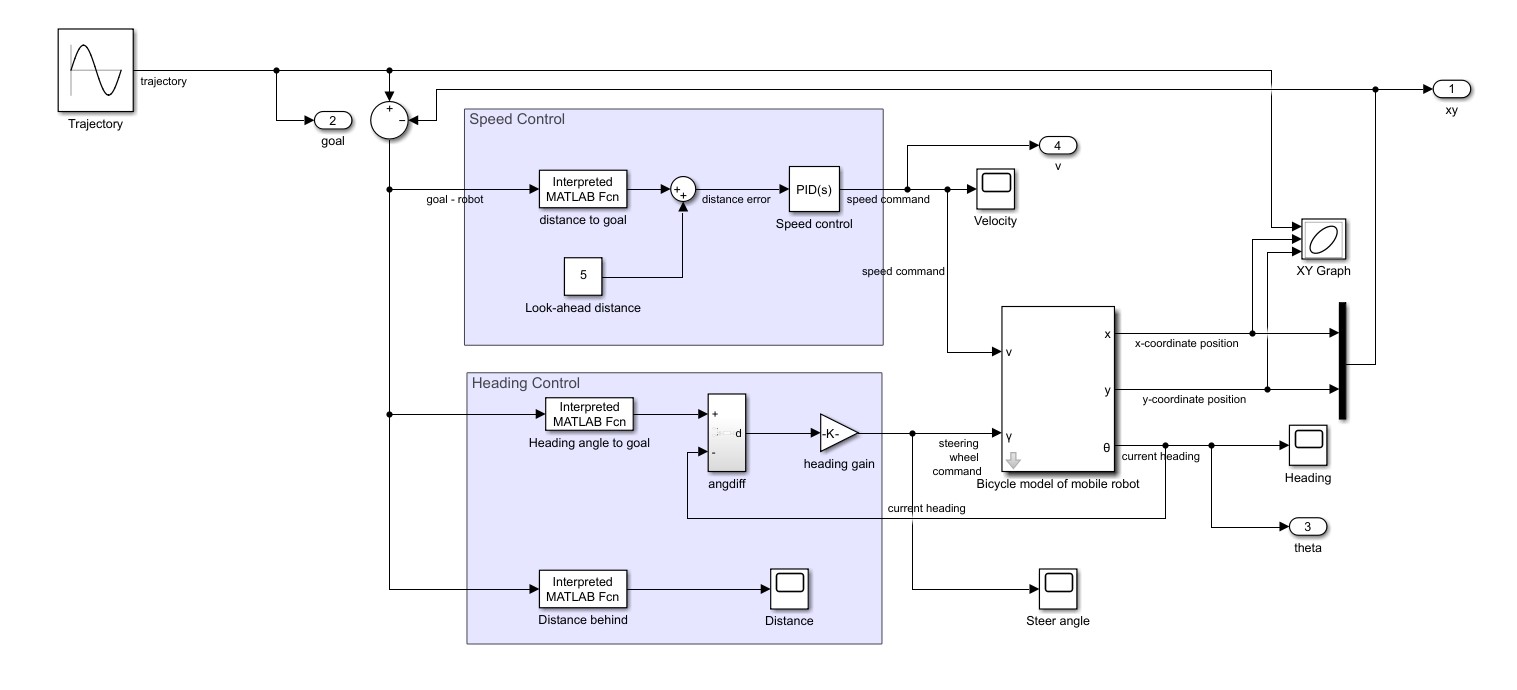 trajectory
Trajectory
2
goal
+
−
1
xy
Speed Control
Interpreted
MATLAB Fcn
distance to goal
goal - robot
+
+
distance error
PID(s)
Speed control
speed command
4
v
Velocity
5
Look-ahead distance
speed command
XY Graph
v
γ
x
y
θ
Bicycle model of mobile robot
x-coordinate position
y-coordinate position
current heading
Heading
3
theta
Heading Control
Interpreted
MATLAB Fcn
Heading angle to goal
+
-
d
angdiff
-K-
heading gain
steering
wheel
command
current heading
Interpreted
MATLAB Fcn
Distance behind
Distance
Steer angle